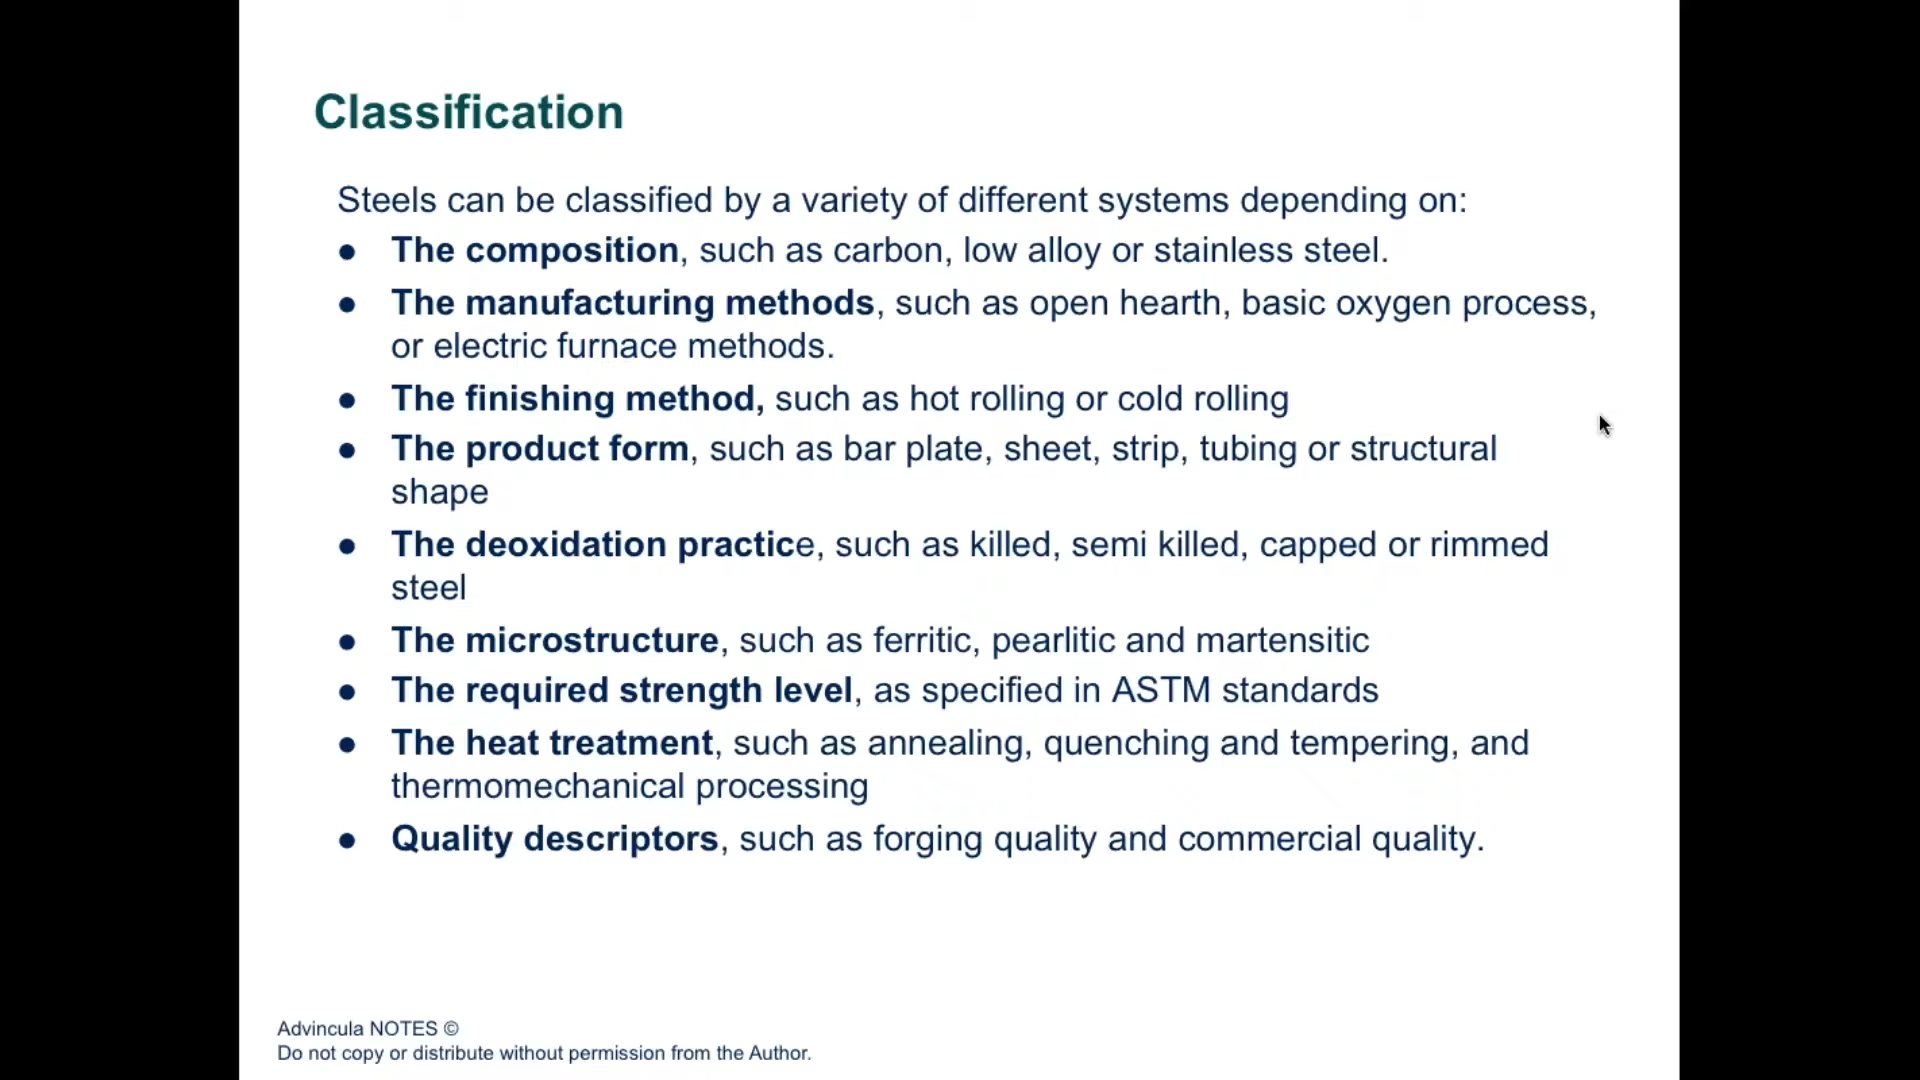 Classification
Steels can be classified by a variety of different systems depending on:
● The composition, such as carbon, low alloy or stainless steel.
● The manufacturing methods, such as open hearth, basic oxygen process,
or electric furnace methods.
● The finishing method, such as hot rolling or cold rolling
● The product form, such as bar plate, sheet, strip, tubing or structural
shape
● The deoxidation practice, such as killed, semi killed, capped or rimmed
steel
● The microstructure, such as ferritic, pearlitic and martensitic
● The required strength level, as specified in ASTM standards
● The heat treatment, such as annealing, quenching and tempering, and
thermomechanical processing
● Quality descriptors, such as forging quality and commercial quality.
Advincula NOTES ©
Do not copy or distribute without permission from the Author.